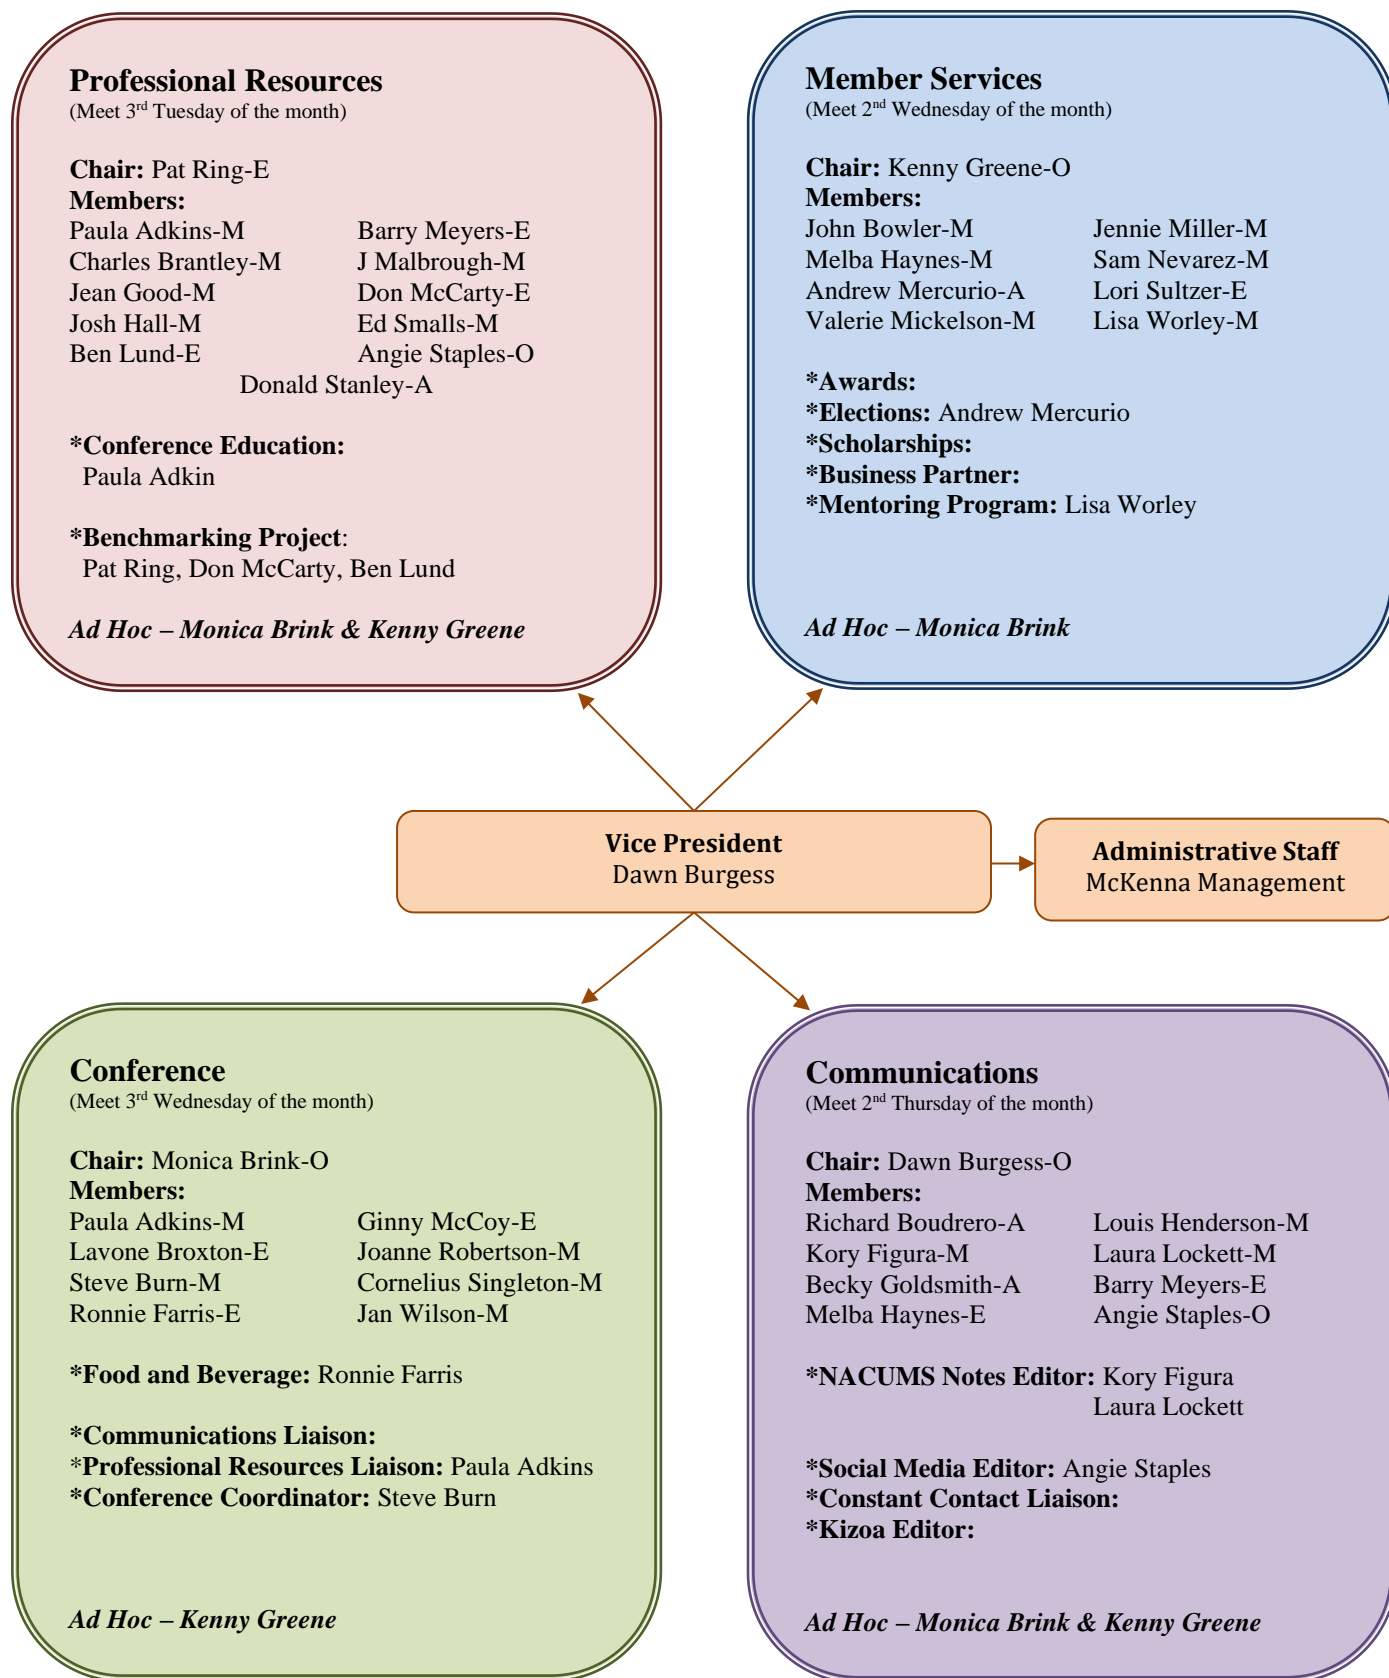 Professional Resources
(Meet 3rd Tuesday of the month)
Chair: Pat Ring-E
Members:
Paula Adkins-M Barry Meyers-E
Charles Brantley-M J Malbrough-M
Jean Good-M Don McCarty-E
Josh Hall-M Ed Smalls-M
Ben Lund-E Angie Staples-O
Donald Stanley-A
*Conference Education:
Paula Adkin
*Benchmarking Project:
Pat Ring, Don McCarty, Ben Lund
Ad Hoc – Monica Brink & Kenny Greene
Member Services
(Meet 2nd Wednesday of the month)
Chair: Kenny Greene-O
Members:
John Bowler-M Jennie Miller-M
Melba Haynes-M Sam Nevarez-M
Andrew Mercurio-A Lori Sultzer-E
Valerie Mickelson-M Lisa Worley-M
*Awards:
*Elections: Andrew Mercurio
*Scholarships:
*Business Partner:
*Mentoring Program: Lisa Worley
Ad Hoc – Monica Brink
Vice President
Dawn Burgess
Administrative Staff
McKenna Management
Conference
(Meet 3rd Wednesday of the month)
Chair: Monica Brink-O
Members:
Paula Adkins-M Ginny McCoy-E
Lavone Broxton-E Joanne Robertson-M
Steve Burn-M Cornelius Singleton-M
Ronnie Farris-E Jan Wilson-M
*Food and Beverage: Ronnie Farris
*Communications Liaison:
*Professional Resources Liaison: Paula Adkins
*Conference Coordinator: Steve Burn
Ad Hoc – Kenny Greene
Communications
(Meet 2nd Thursday of the month)
Chair: Dawn Burgess-O
Members:
Richard Boudrero-A Louis Henderson-M
Kory Figura-M Laura Lockett-M
Becky Goldsmith-A Barry Meyers-E
Melba Haynes-E Angie Staples-O
*NACUMS Notes Editor: Kory Figura
Laura Lockett
*Social Media Editor: Angie Staples
*Constant Contact Liaison:
*Kizoa Editor:
Ad Hoc – Monica Brink & Kenny Greene